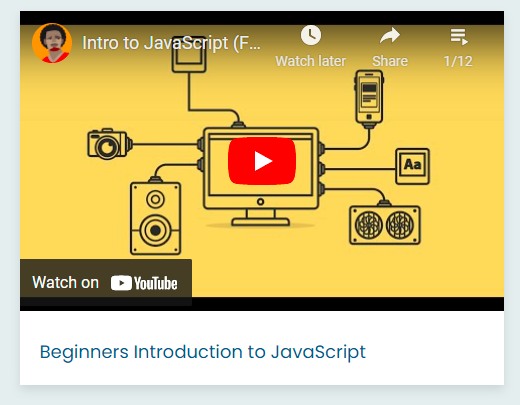 Intro to JavaScript (F...
Watch later
Share
1/12
Aa
Watch on YouTube
Beginners Introduction to JavaScript